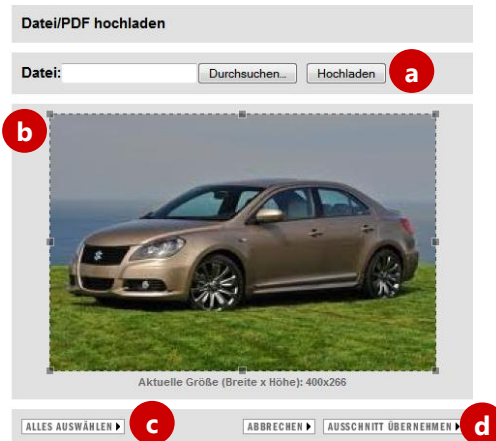 Datei/PDF hochladen
Datei: Durchsuchen... Hochladen a
b
Aktuelle Größe (Breite x Höhe): 400x266
ALLES AUSWÄHLEN c ABBRECHEN AUSSCHNITT ÜBERNEHMEN d